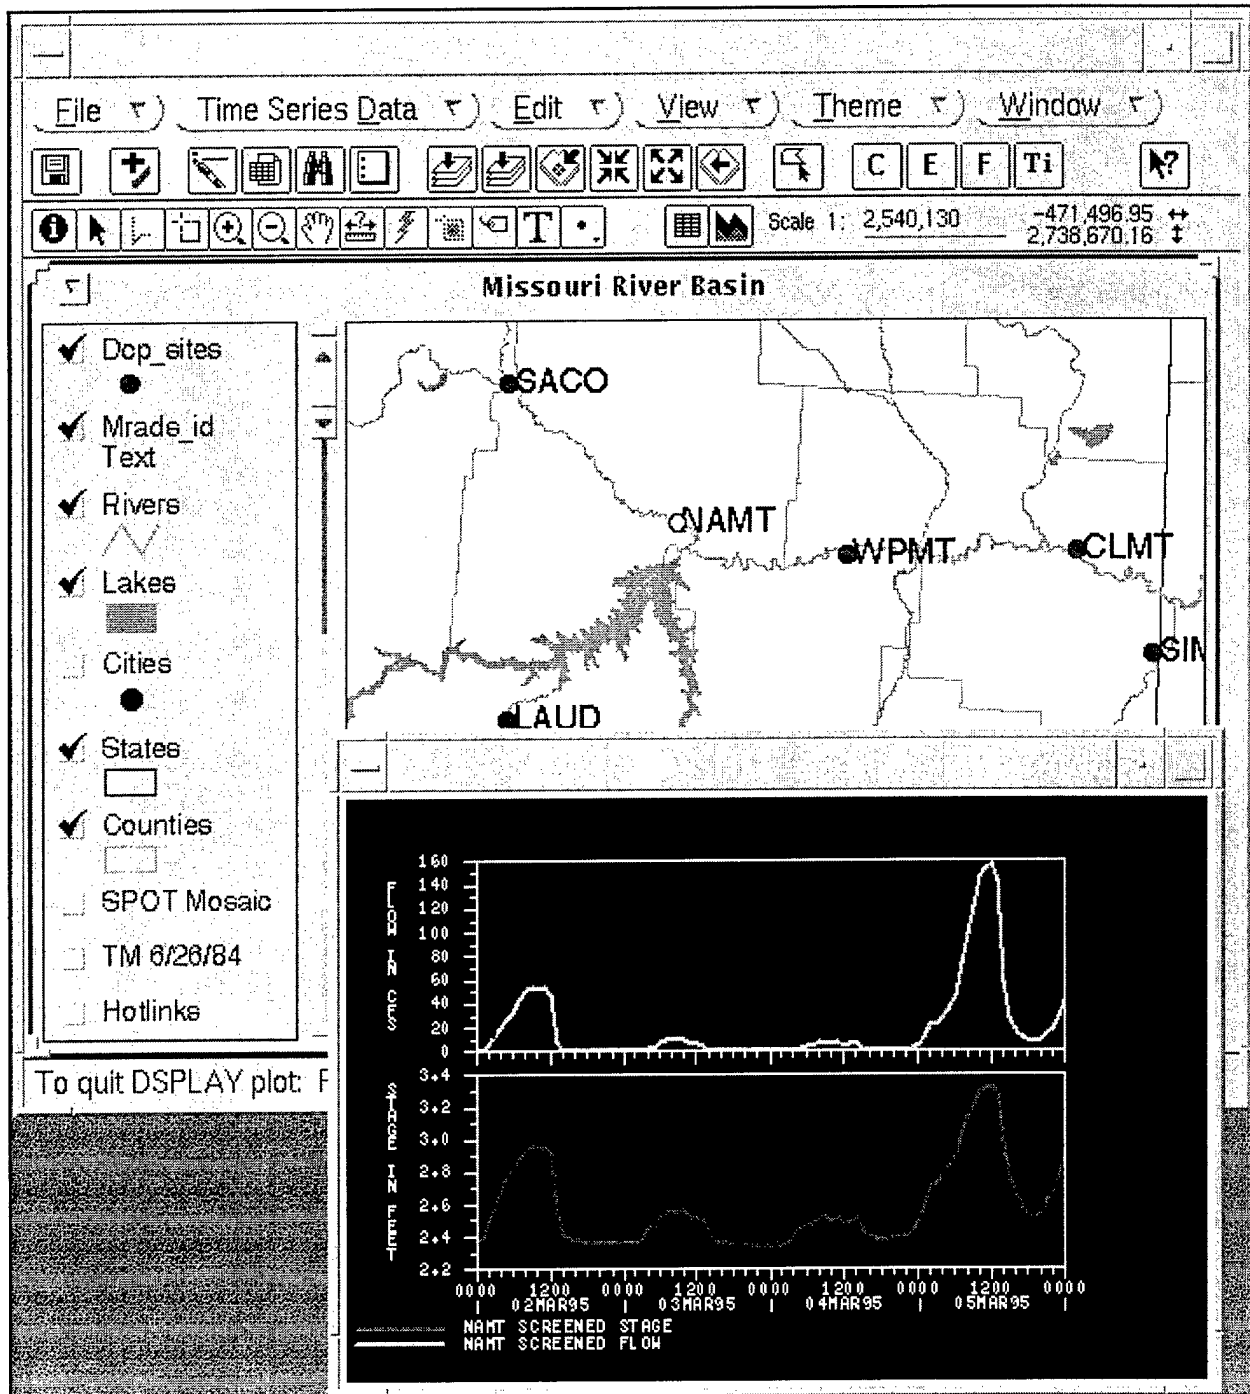 File Time Series Data Edit View Theme Window
C E F Ti ?
T Scale 1: 2,540,130 -471,496.95
2,738,670.16
Missouri River Basin
Dcp_sites
Mrads_id
Text
Rivers
Lakes
Cities
States
Counties
SPOT Mosaic
TM 6/26/84
Hotlinks
SACO
NAMT
WPMT
CLMT
SIM
LAUD
To quit DSPLAY plot: F
FLOW IN CFS
160
140
120
100
80
60
40
20
0
STAGE IN FEET
3.4
3.2
3.0
2.8
2.6
2.4
2.2
0000 1200 0000 1200 0000 1200 0000 1200 0000
02MAR95 03MAR95 04MAR95 05MAR95
NAMT SCREENED STAGE
NAMT SCREENED FLOW